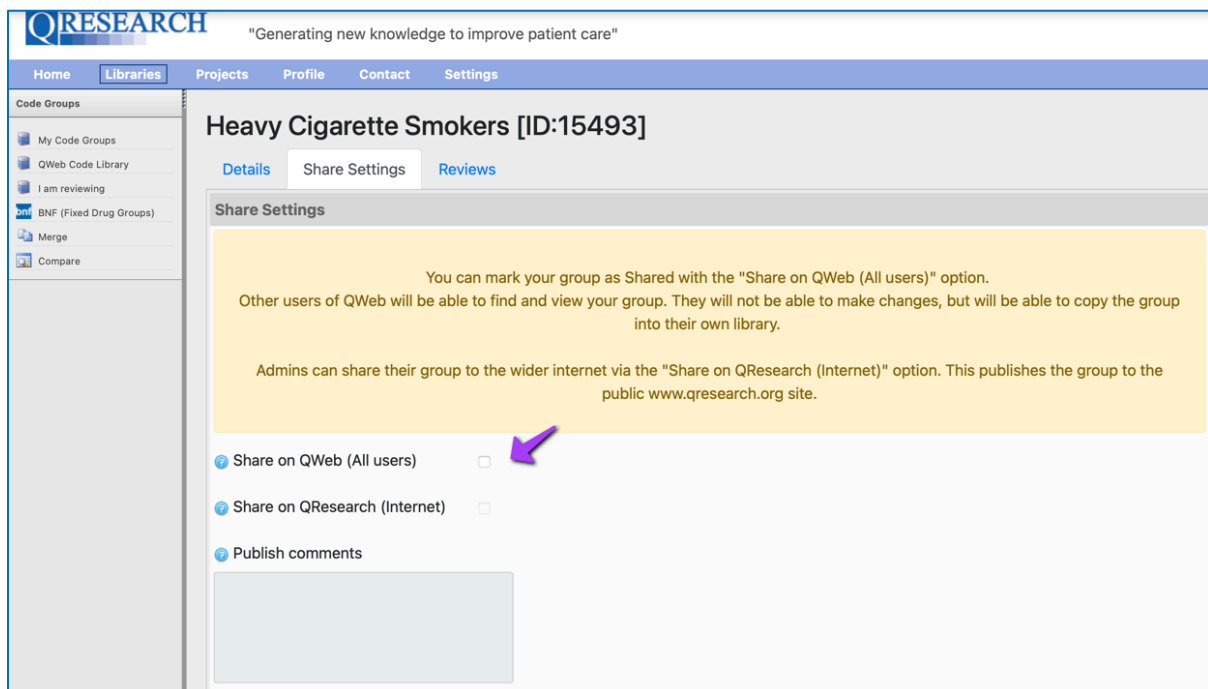 QRESEARCH
"Generating new knowledge to improve patient care"
Home Libraries Projects Profile Contact Settings
Code Groups
My Code Groups
QWeb Code Library
I am reviewing
bnf BNF (Fixed Drug Groups)
Merge
Compare
Heavy Cigarette Smokers [ID:15493]
Details Share Settings Reviews
Share Settings
You can mark your group as Shared with the "Share on QWeb (All users)" option.
Other users of QWeb will be able to find and view your group. They will not be able to make changes, but will be able to copy the group
into their own library.
Admins can share their group to the wider internet via the "Share on QResearch (Internet)" option. This publishes the group to the
public www.qresearch.org site.
? Share on QWeb (All users)
? Share on QResearch (Internet)
? Publish comments